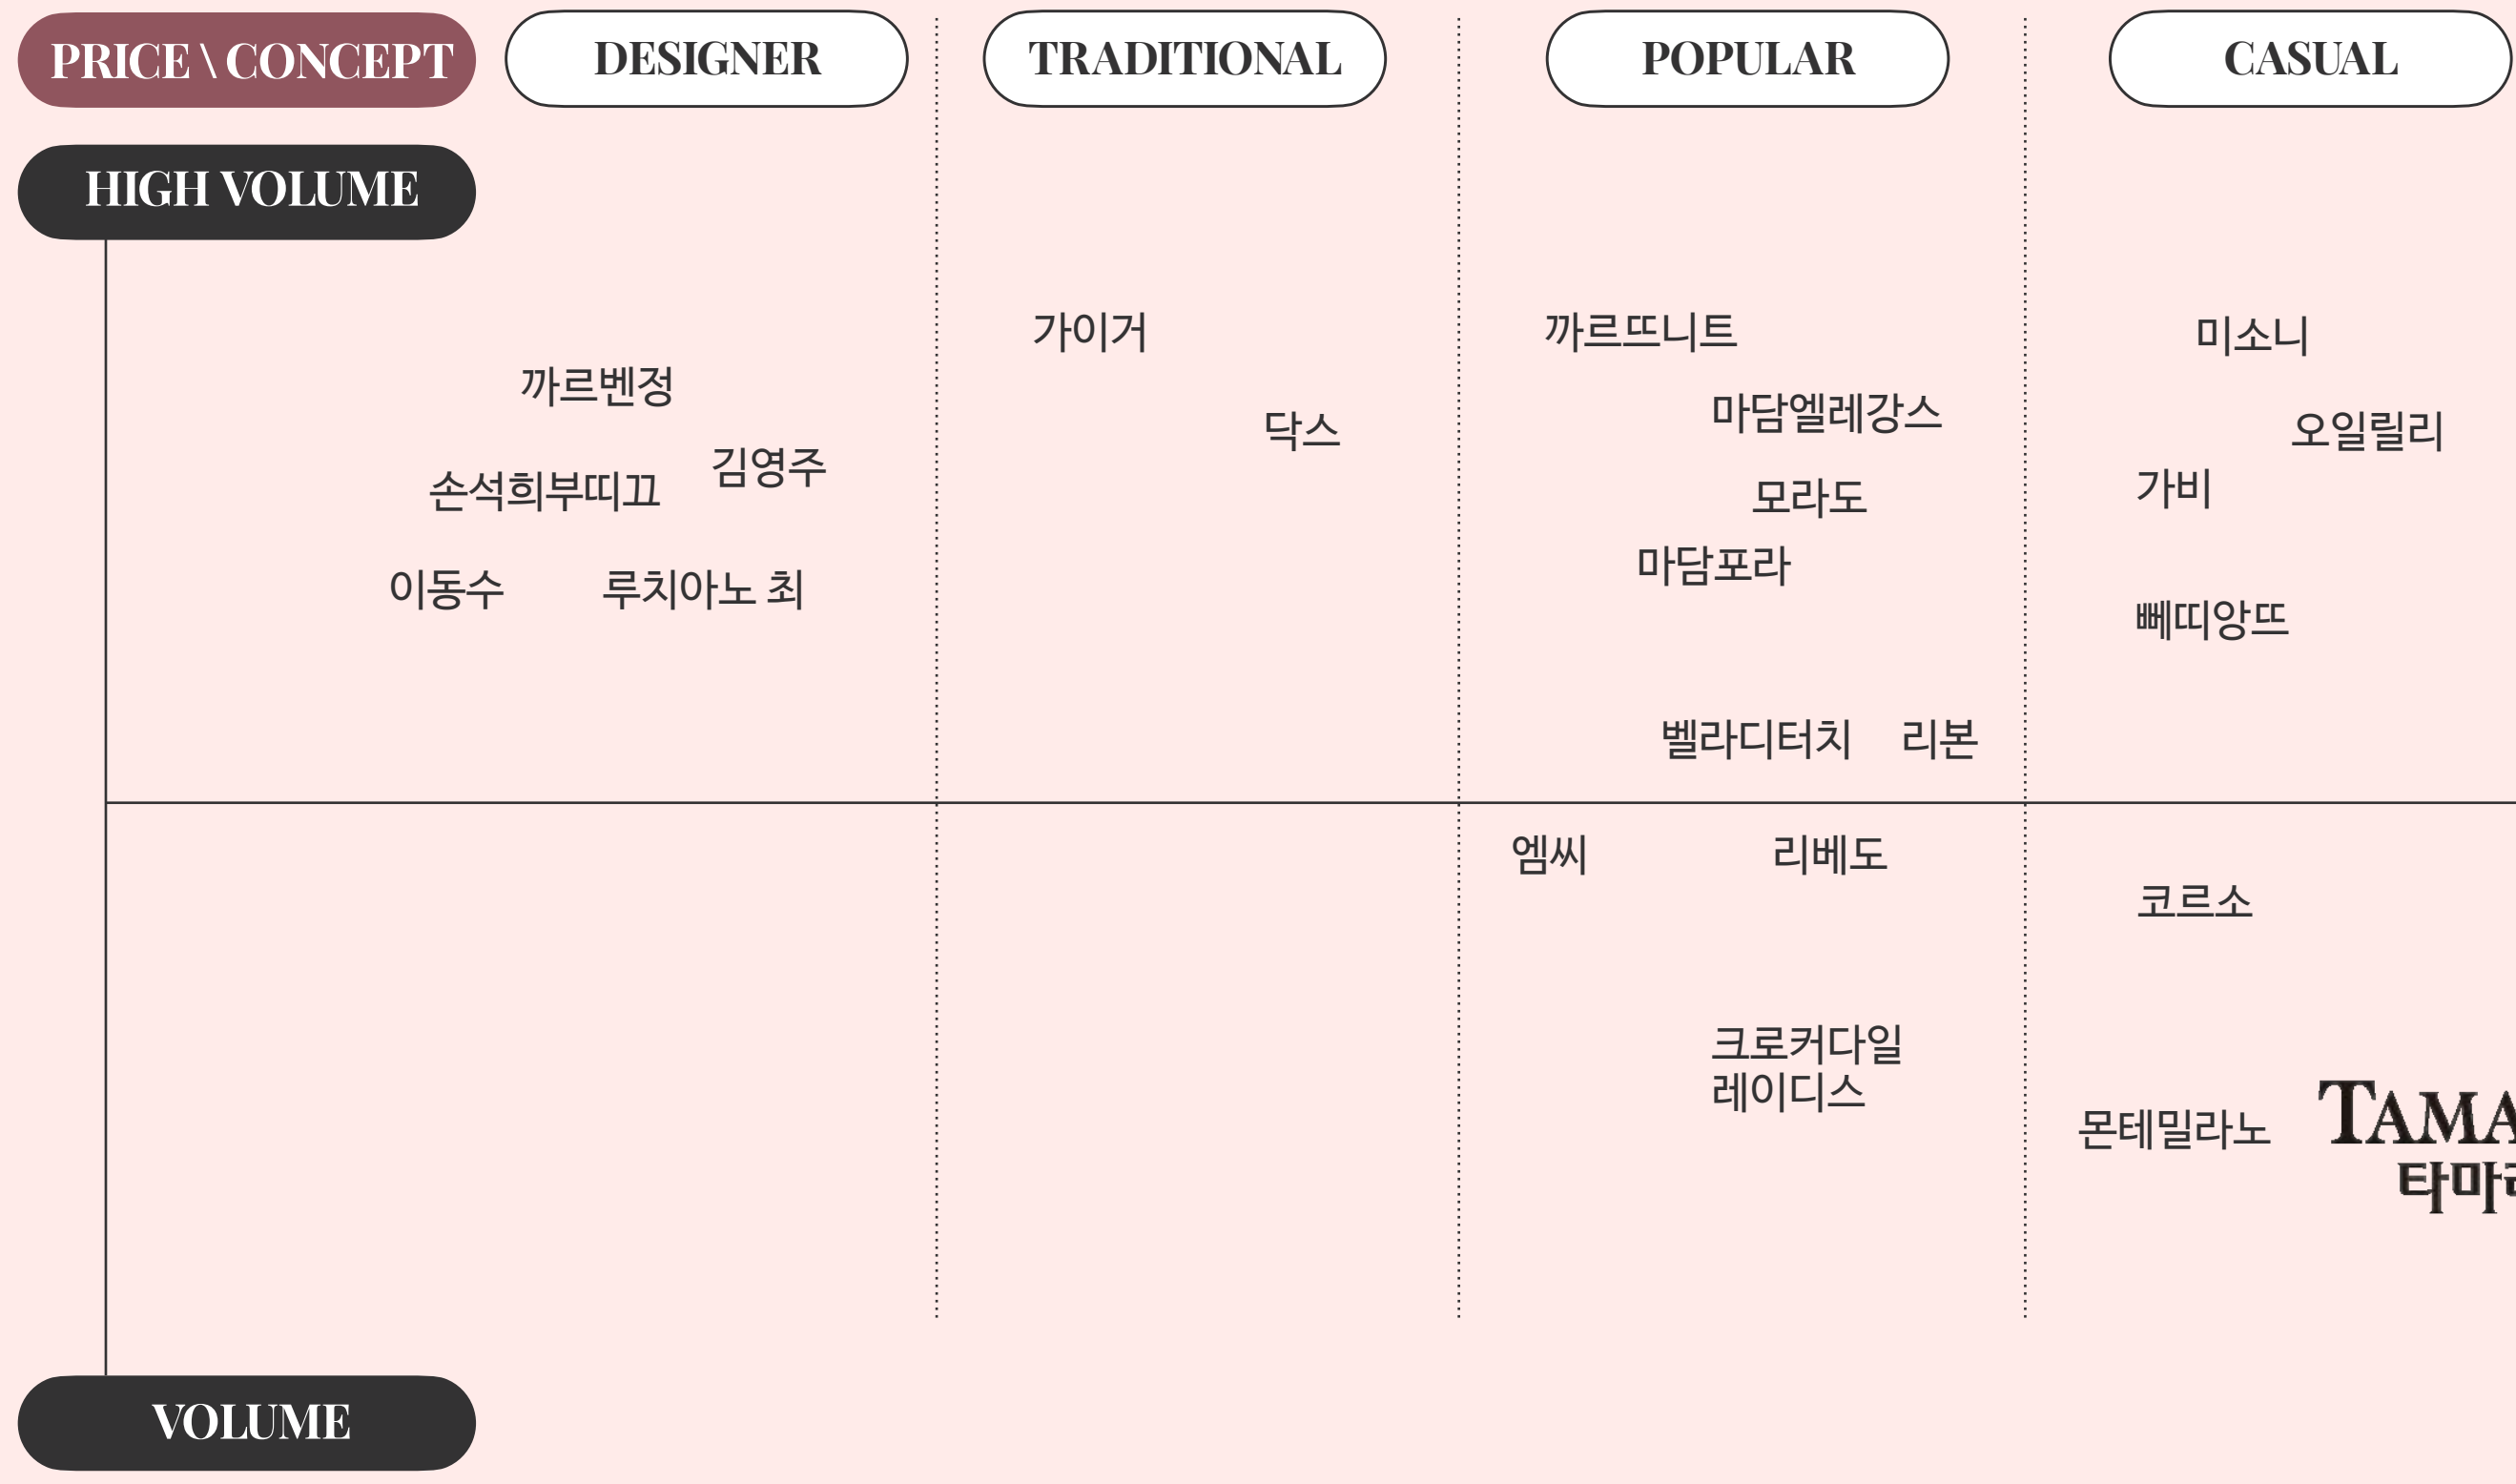 PRICE \ CONCEPT
DESIGNER
TRADITIONAL
POPULAR
CASUAL
HIGH VOLUME
까르벤정
김영주
손석희부띠끄
이동수
루치아노 최
가이거
닥스
까르뜨니트
마담엘레강스
모라도
마담포라
벨라디터치
리본
미소니
오일릴리
가비
뻬띠앙뜨
엠씨
리베도
크로커다일
레이디스
코르소
몬테밀라노
VOLUME